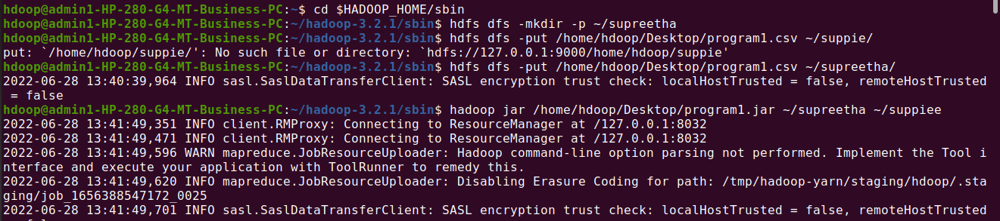 hdoop@admin1-HP-280-G4-MT-Business-PC:~$ cd $HADOOP_HOME/sbin
hdoop@admin1-HP-280-G4-MT-Business-PC:~/hadoop-3.2.1/sbin$ hdfs dfs -mkdir -p ~/supreetha
hdoop@admin1-HP-280-G4-MT-Business-PC:~/hadoop-3.2.1/sbin$ hdfs dfs -put /home/hdoop/Desktop/program1.csv ~/suppie/
put: `/home/hdoop/suppie/': No such file or directory: `hdfs://127.0.0.1:9000/home/hdoop/suppie'
hdoop@admin1-HP-280-G4-MT-Business-PC:~/hadoop-3.2.1/sbin$ hdfs dfs -put /home/hdoop/Desktop/program1.csv ~/supreetha/
2022-06-28 13:40:39,964 INFO sasl.SaslDataTransferClient: SASL encryption trust check: localHostTrusted = false, remoteHostTrusted
 = false
hdoop@admin1-HP-280-G4-MT-Business-PC:~/hadoop-3.2.1/sbin$ hadoop jar /home/hdoop/Desktop/program1.jar ~/supreetha ~/suppiee
2022-06-28 13:41:49,351 INFO client.RMProxy: Connecting to ResourceManager at /127.0.0.1:8032
2022-06-28 13:41:49,471 INFO client.RMProxy: Connecting to ResourceManager at /127.0.0.1:8032
2022-06-28 13:41:49,596 WARN mapreduce.JobResourceUploader: Hadoop command-line option parsing not performed. Implement the Tool i
nterface and execute your application with ToolRunner to remedy this.
2022-06-28 13:41:49,620 INFO mapreduce.JobResourceUploader: Disabling Erasure Coding for path: /tmp/hadoop-yarn/staging/hdoop/.sta
ging/job_1656388547172_0025
2022-06-28 13:41:49,701 INFO sasl.SaslDataTransferClient: SASL encryption trust check: localHostTrusted = false, remoteHostTrusted